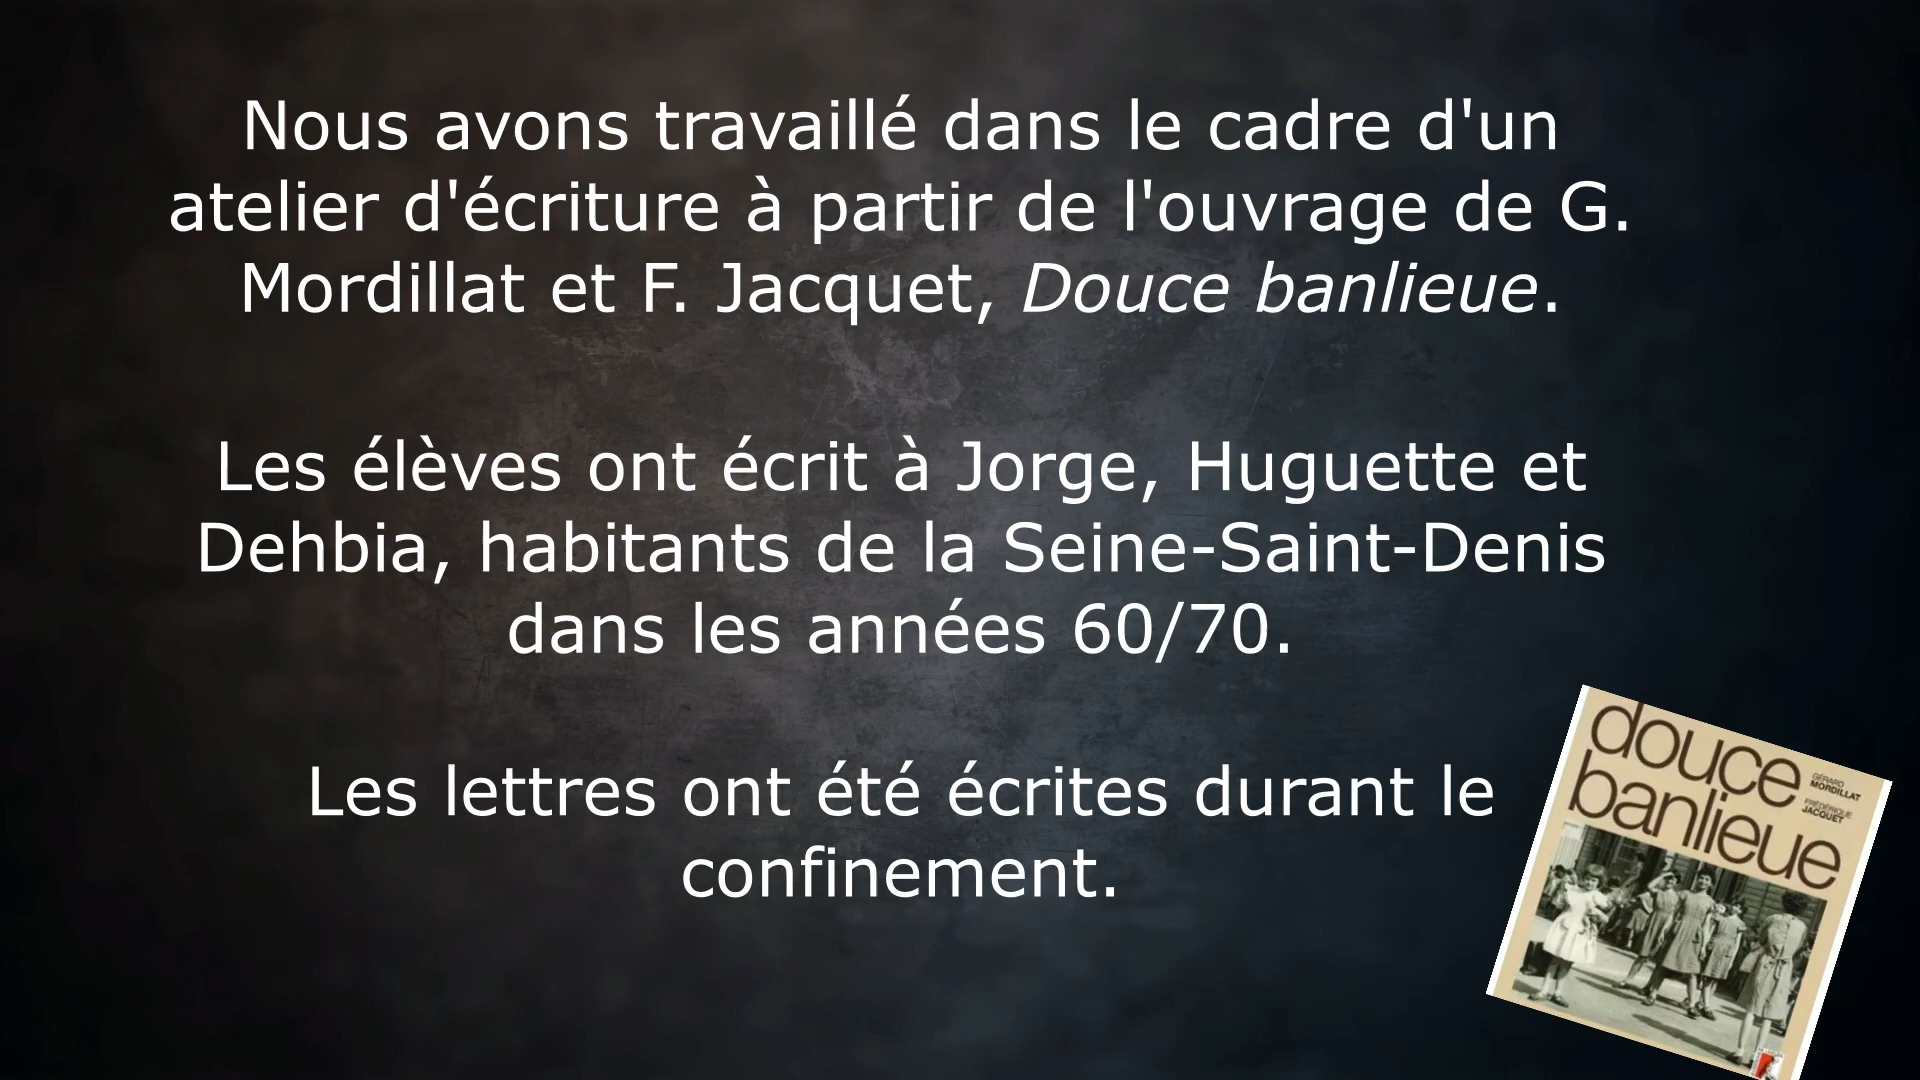 Nous avons travaillé dans le cadre d'un
atelier d'écriture à partir de l'ouvrage de G.
Mordillat et F. Jacquet, Douce banlieue.
Les élèves ont écrit à Jorge, Huguette et
Dehbia, habitants de la Seine-Saint-Denis
dans les années 60/70.
Les lettres ont été écrites durant le
confinement.
douce
banlieue
GÉRARD
MORDILLAT
FRÉDÉRIQUE
JACQUET